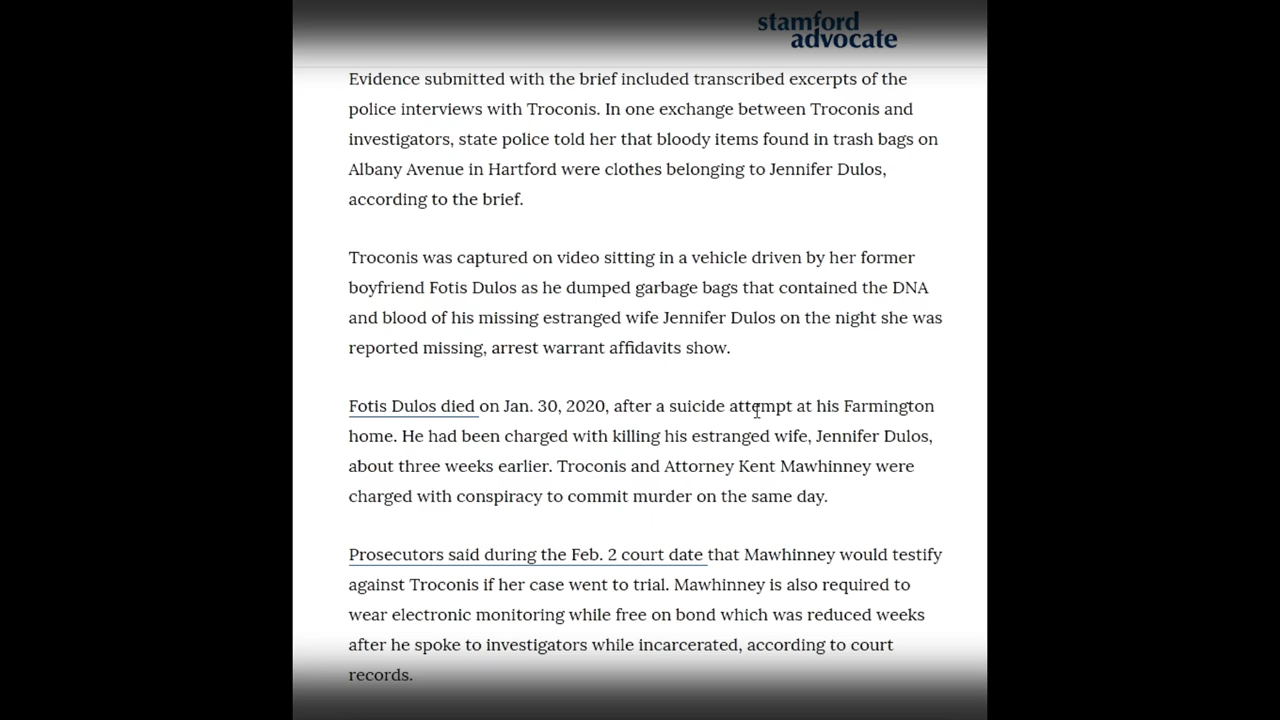 stamford
advocate
Evidence submitted with the brief included transcribed excerpts of the
police interviews with Troconis. In one exchange between Troconis and
investigators, state police told her that bloody items found in trash bags on
Albany Avenue in Hartford were clothes belonging to Jennifer Dulos,
according to the brief.
Troconis was captured on video sitting in a vehicle driven by her former
boyfriend Fotis Dulos as he dumped garbage bags that contained the DNA
and blood of his missing estranged wife Jennifer Dulos on the night she was
reported missing, arrest warrant affidavits show.
Fotis Dulos died on Jan. 30, 2020, after a suicide attempt at his Farmington
home. He had been charged with killing his estranged wife, Jennifer Dulos,
about three weeks earlier. Troconis and Attorney Kent Mawhinney were
charged with conspiracy to commit murder on the same day.
Prosecutors said during the Feb. 2 court date that Mawhinney would testify
against Troconis if her case went to trial. Mawhinney is also required to
wear electronic monitoring while free on bond which was reduced weeks
after he spoke to investigators while incarcerated, according to court
records.